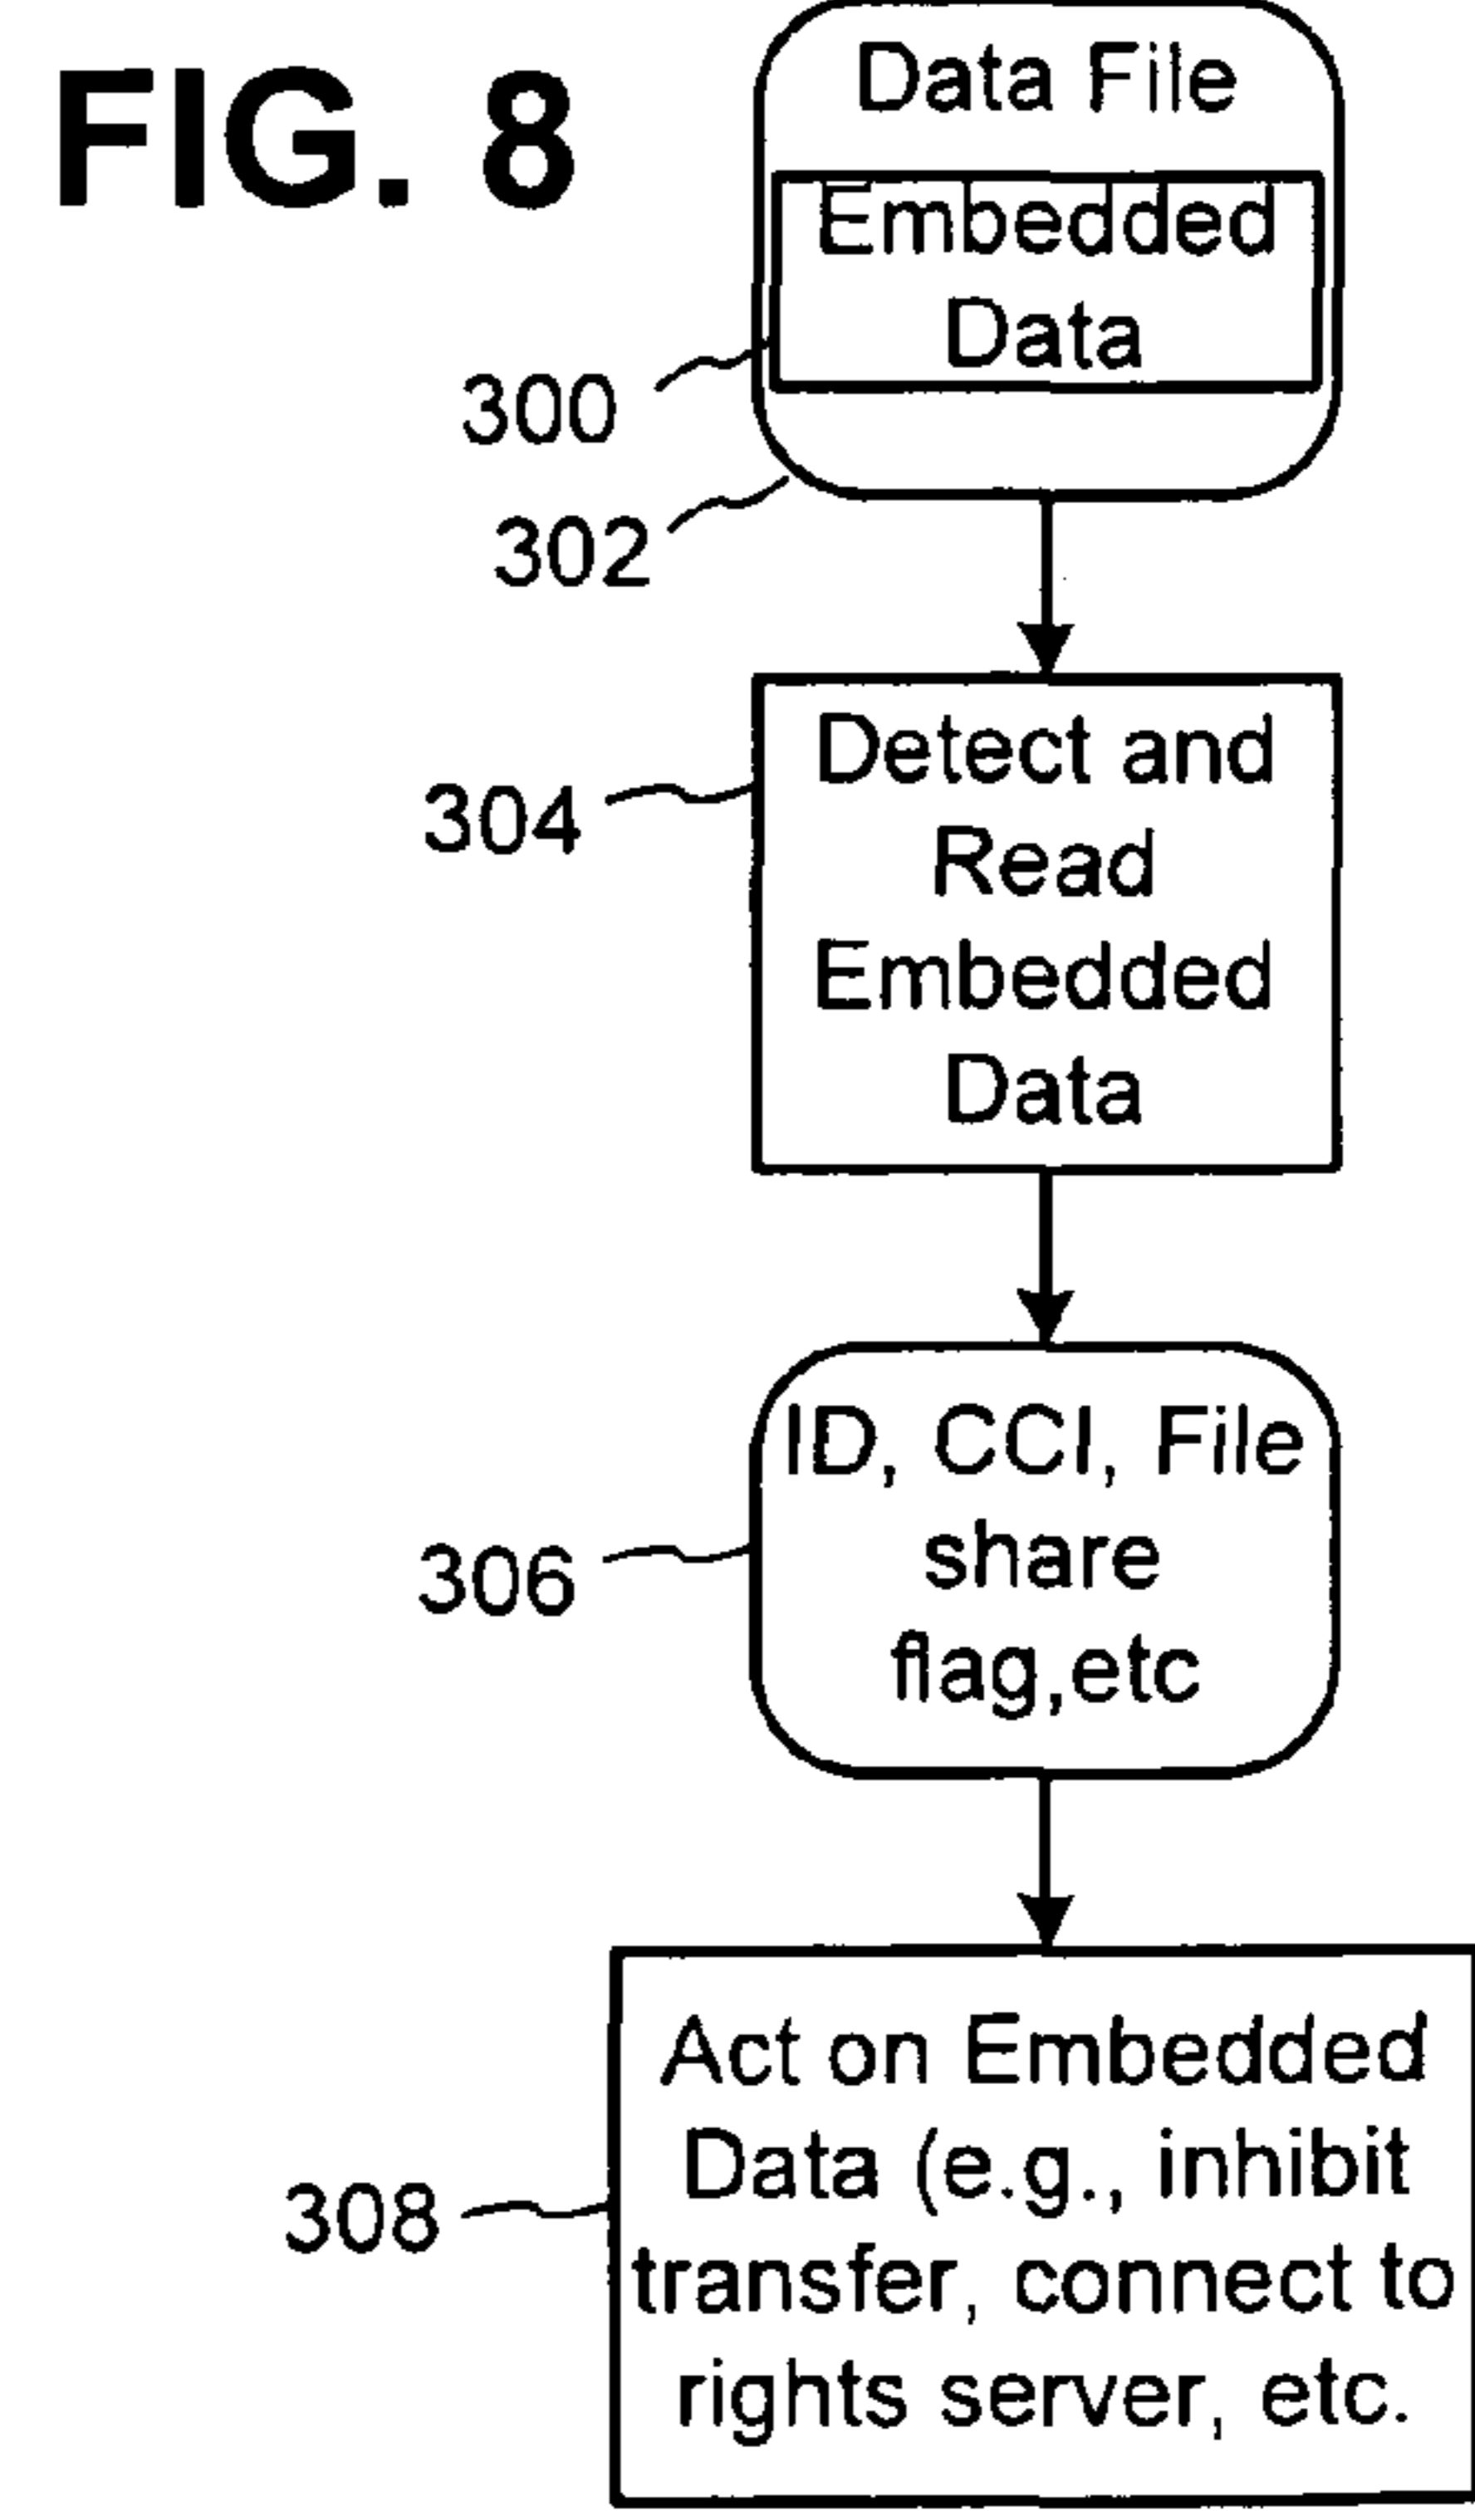 FIG. 8
Data File
Embedded
Data
300
302
Detect and
Read
Embedded
Data
304
ID, CCI, File
share
flag,etc
306
Act on Embedded
Data (e.g., inhibit
transfer, connect to
rights server, etc.
308